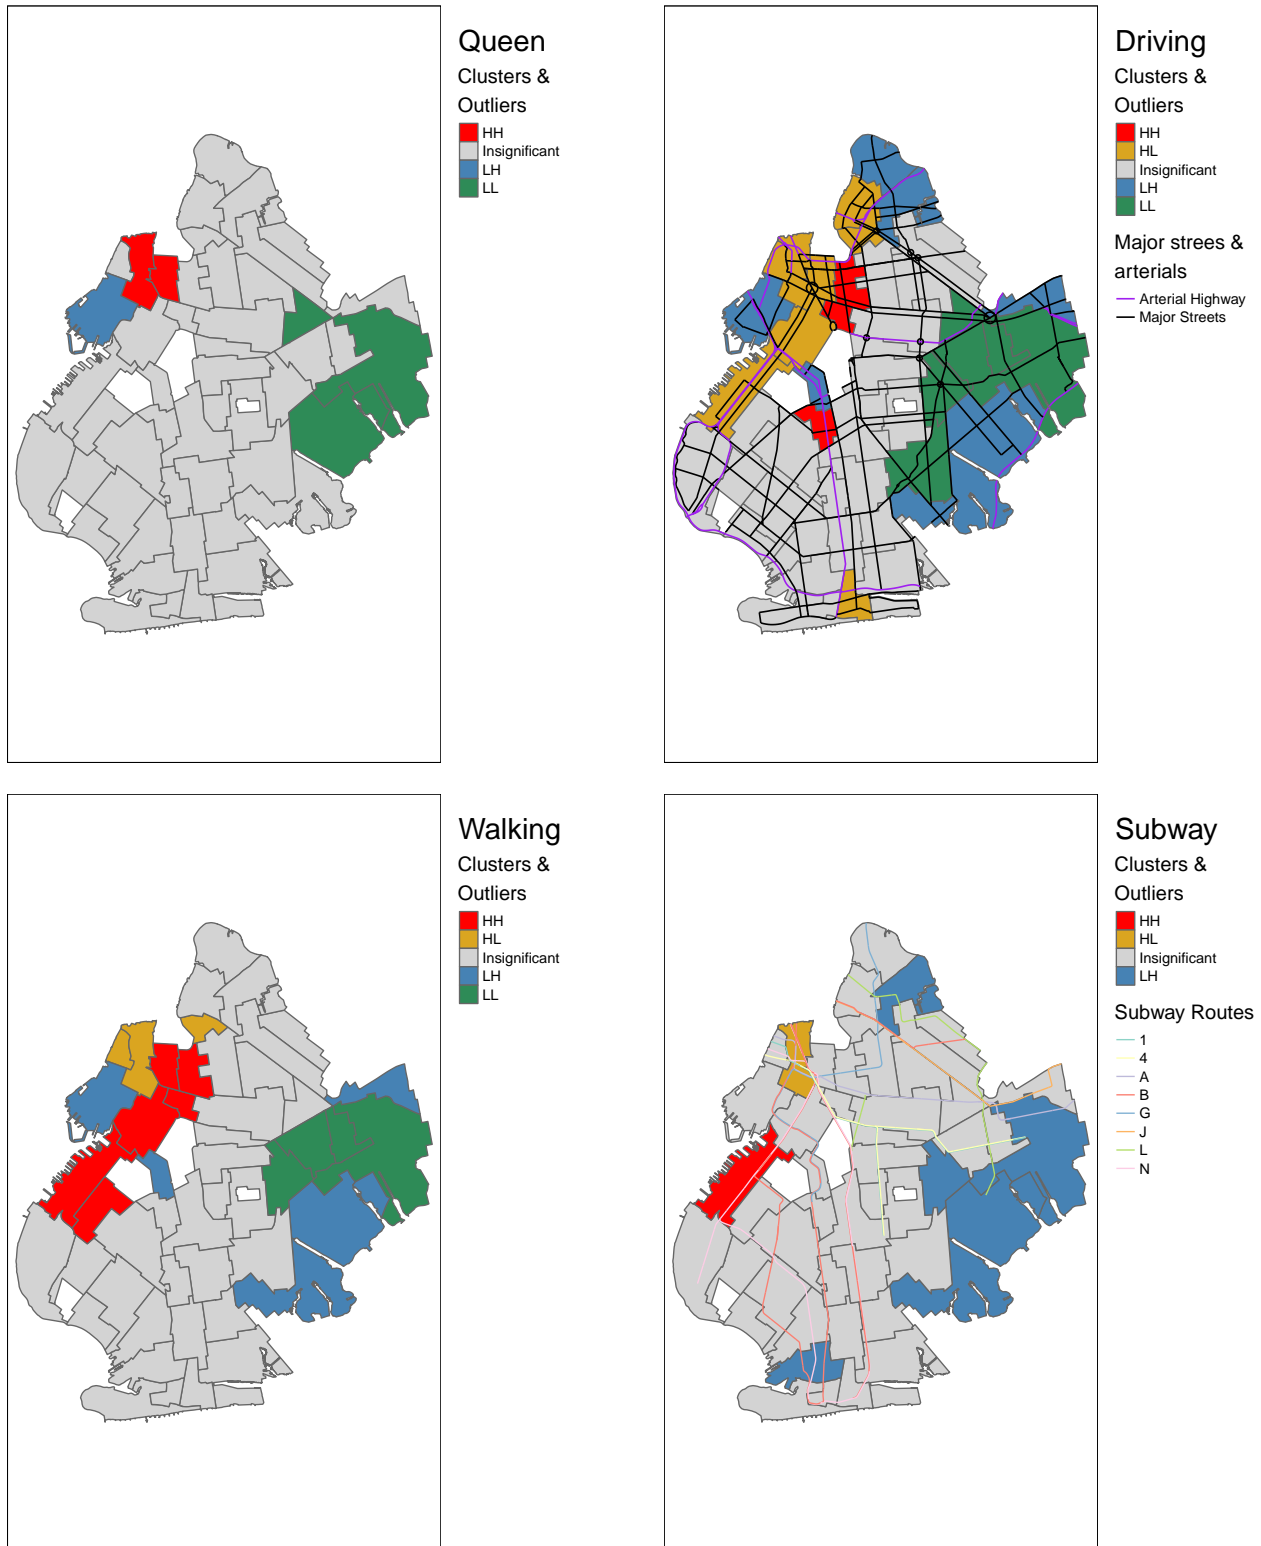 Queen
Clusters &
Outliers
HH
Insignificant
LH
LL
Driving
Clusters &
Outliers
HH
HL
Insignificant
LH
LL
Major strees &
arterials
Arterial Highway
Major Streets
Walking
Clusters &
Outliers
HH
HL
Insignificant
LH
LL
Subway
Clusters &
Outliers
HH
HL
Insignificant
LH
Subway Routes
1
4
A
B
G
J
L
N